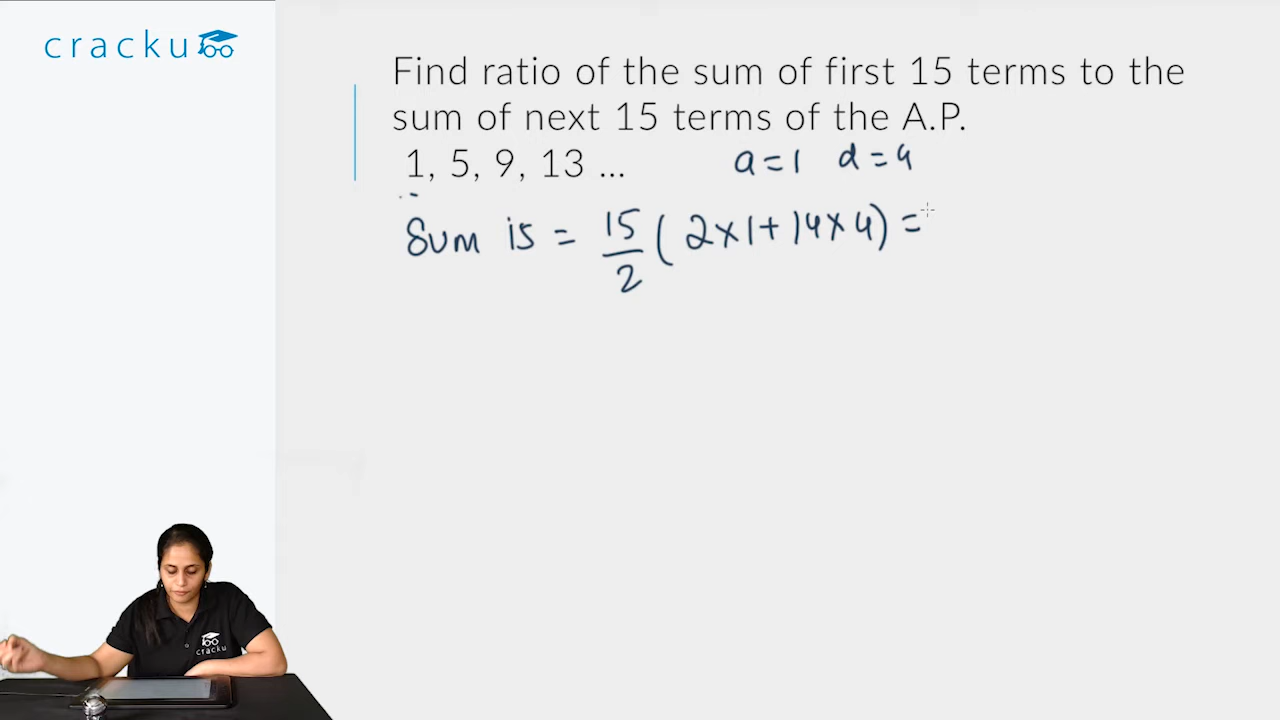 cracku
Find ratio of the sum of first 15 terms to the
sum of next 15 terms of the A.P.
1, 5, 9, 13 ...
a = 1 d = 4
Sum 15 = 15/2 ( 2 × 1 + 14 × 4 ) =
cracku